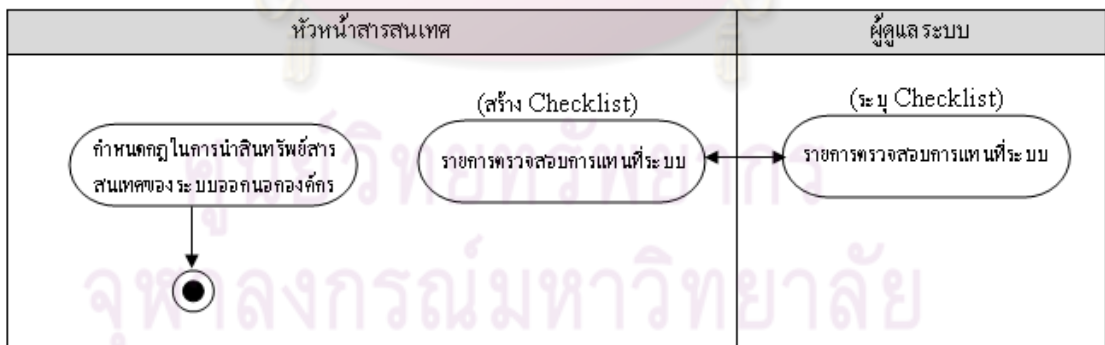 หัวหน้าสารสนเทศ
ผู้ดูแลระบบ
(สร้าง Checklist)
(ระบุ Checklist)
กำหนดกฎในการนำสินทรัพย์สาร
สนเทศของระบบออกนอกองค์กร
รายการตรวจสอบการแทนที่ระบบ
รายการตรวจสอบการแทนที่ระบบ
ศูนย์วิทยทรัพยากร
จุฬาลงกรณ์มหาวิทยาลัย